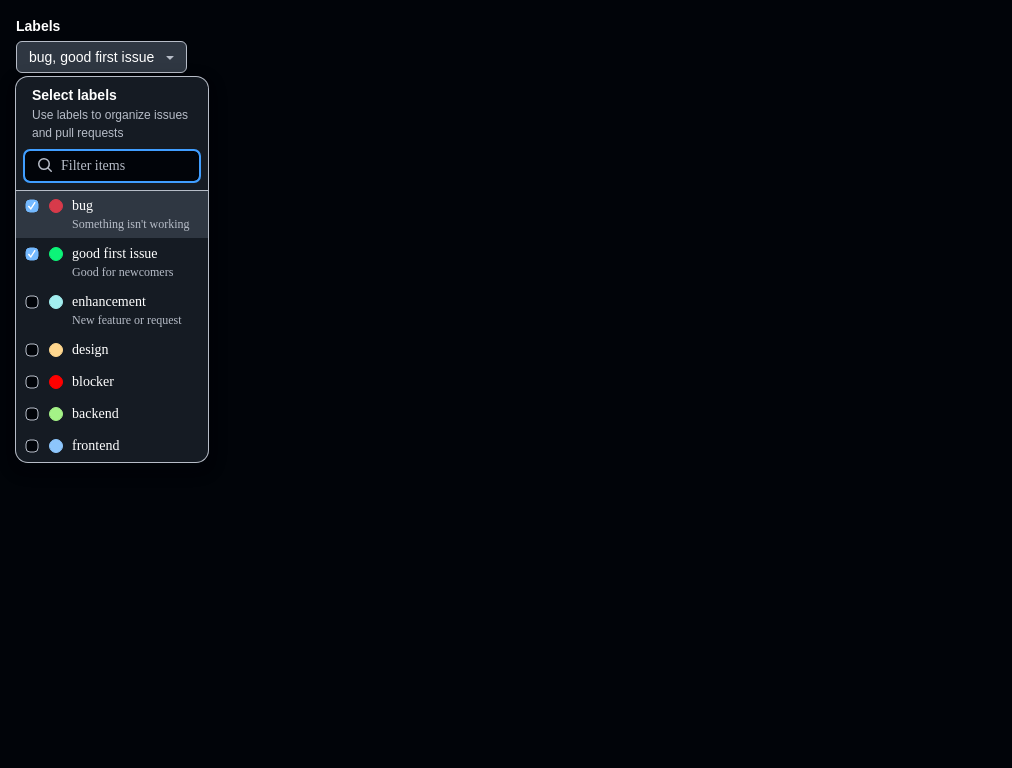 Labels
bug, good first issue
Select labels
Use labels to organize issues
and pull requests
Filter items
bug
Something isn't working
good first issue
Good for newcomers
enhancement
New feature or request
design
blocker
backend
frontend